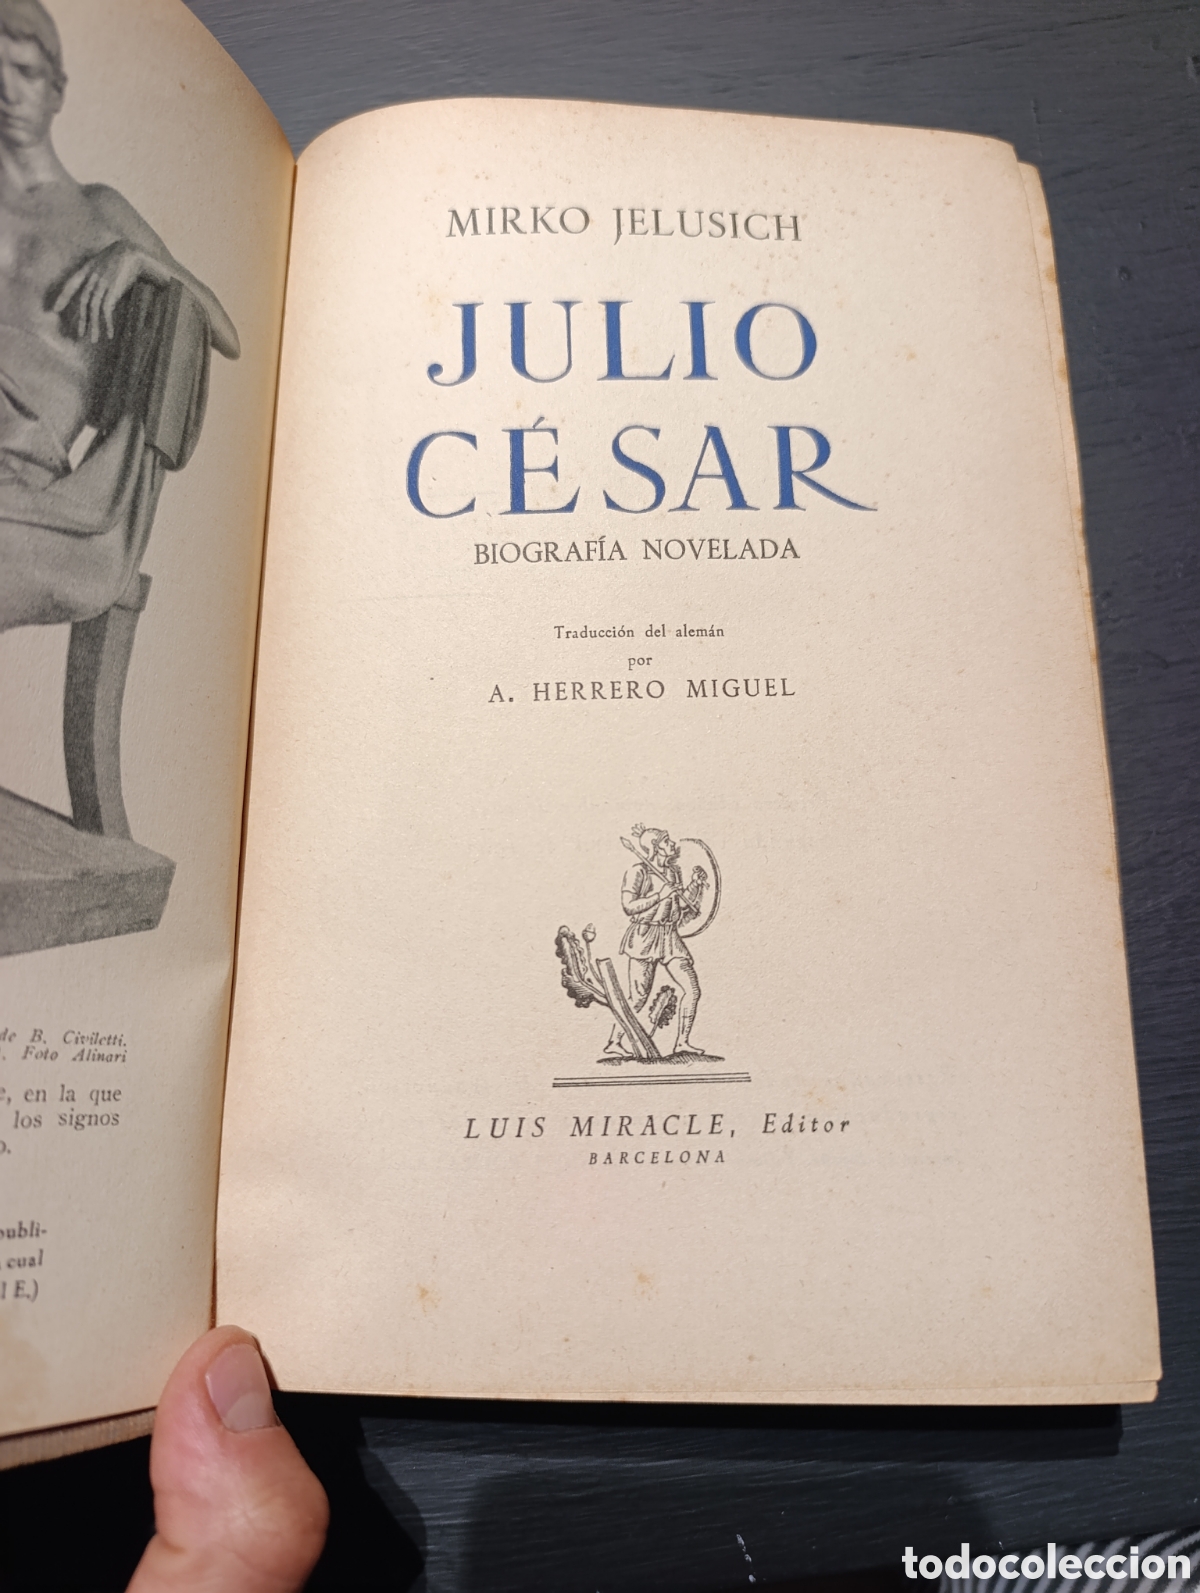 de B. Civiletti.
Foto Alinari
en la que
los signos
cual
E.)
MIRKO JELUSICH
JULIO
CÉSAR
BIOGRAFÍA NOVELADA
Traducción del alemán
por
A. HERRERO MIGUEL
LUIS MIRACLE, Editor
BARCELONA
todocoleccion